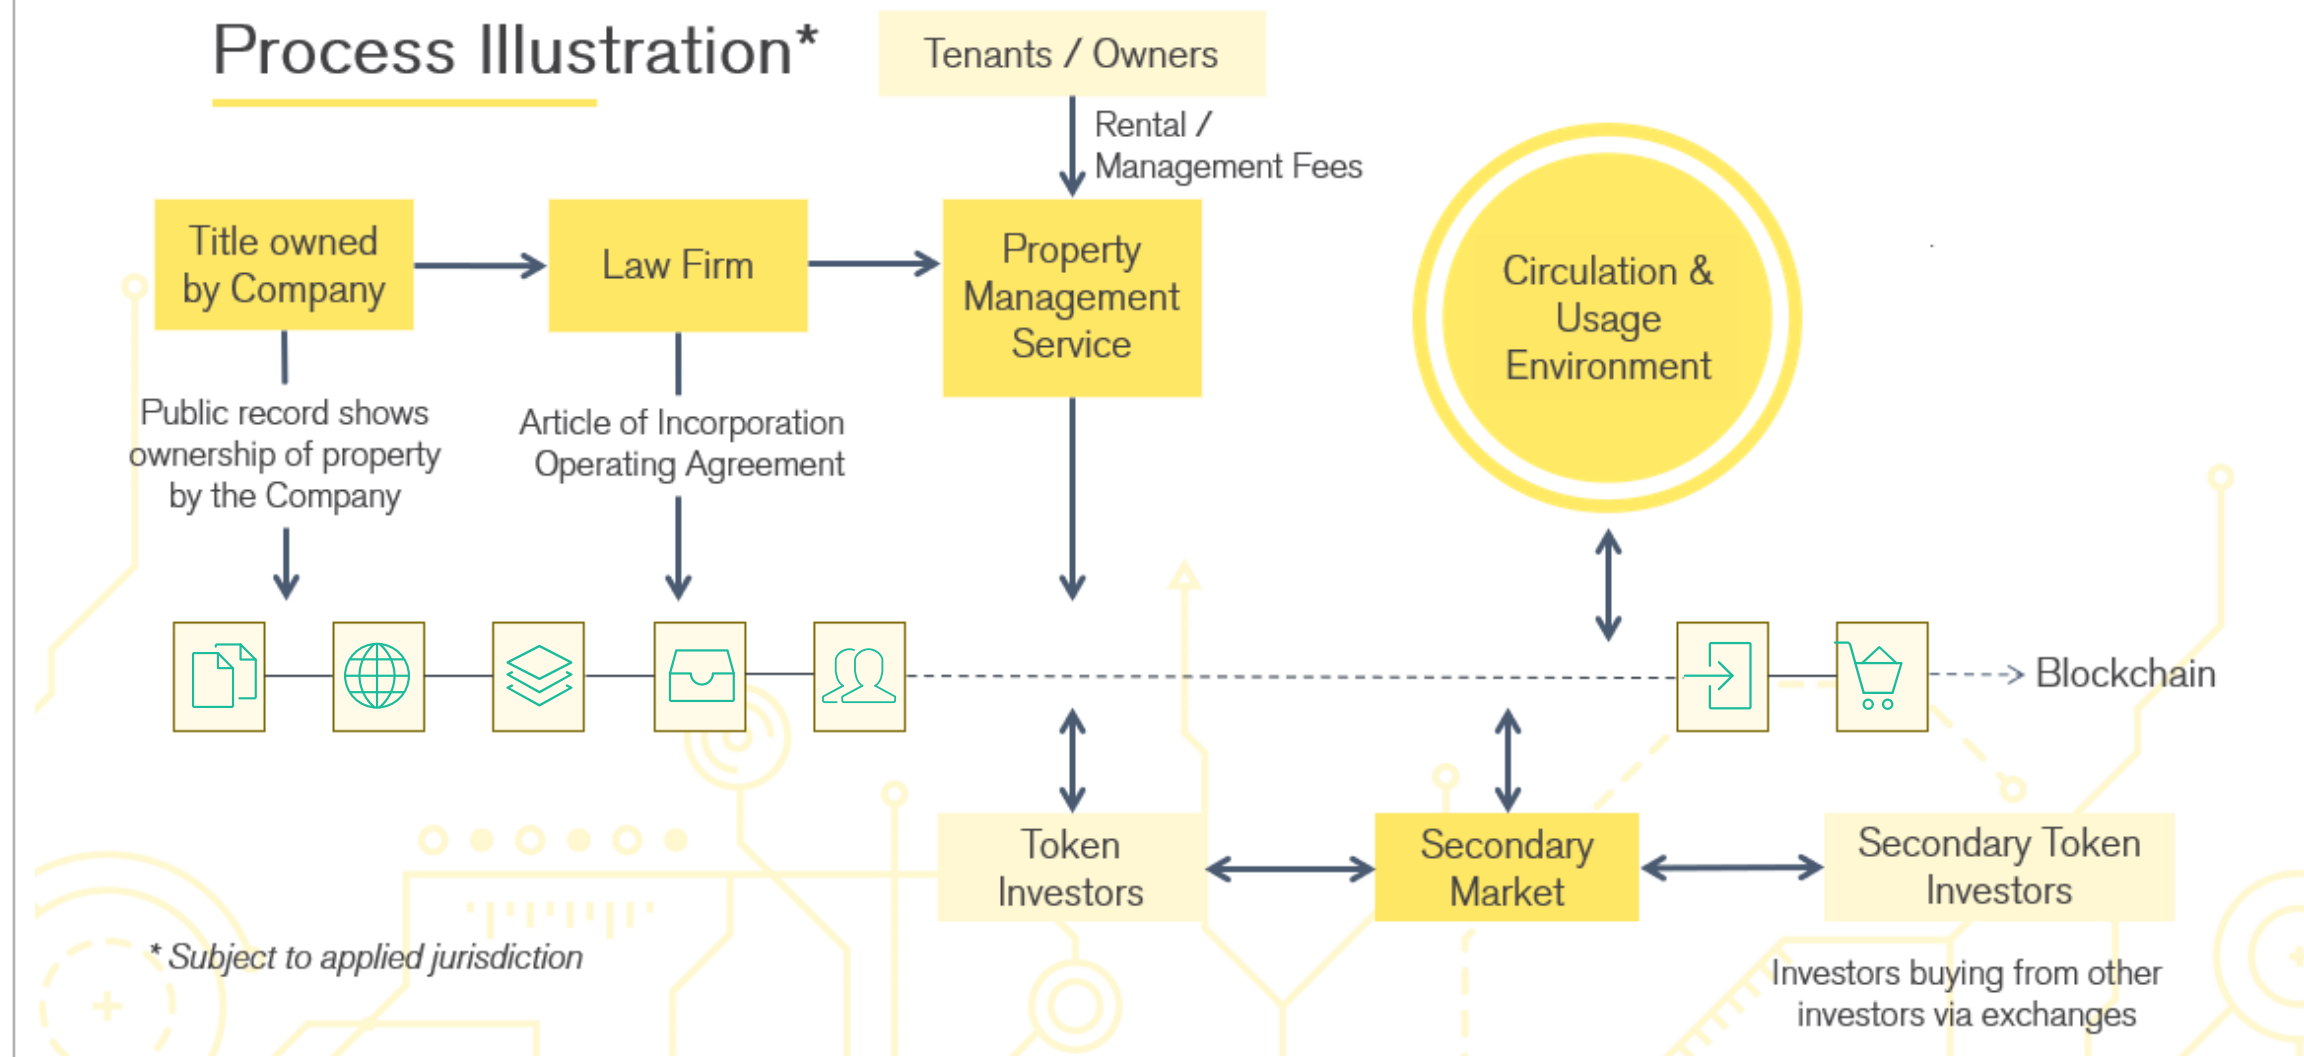 Process Illustration*
Tenants / Owners
Rental /
Management Fees
Title owned
by Company
Law Firm
Property
Management
Service
Circulation &
Usage
Environment
Public record shows
ownership of property
by the Company
Article of Incorporation
Operating Agreement
Blockchain
Token
Investors
Secondary
Market
Secondary Token
Investors
* Subject to applied jurisdiction
Investors buying from other
investors via exchanges